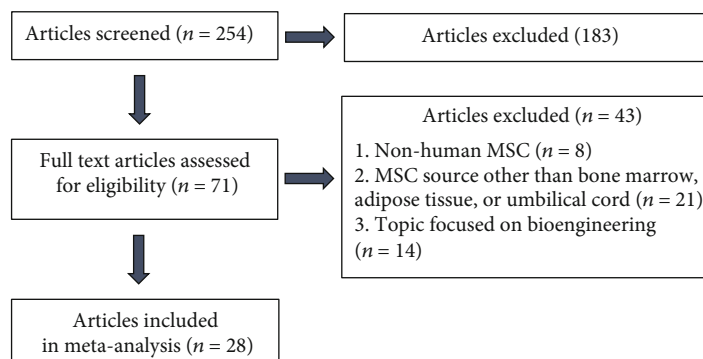 Articles screened (n = 254)
Articles excluded (183)
Full text articles assessed
for eligibility (n = 71)
Articles excluded (n = 43)
1. Non-human MSC (n = 8)
2. MSC source other than bone marrow,
adipose tissue, or umbilical cord (n = 21)
3. Topic focused on bioengineering
(n = 14)
Articles included
in meta-analysis (n = 28)